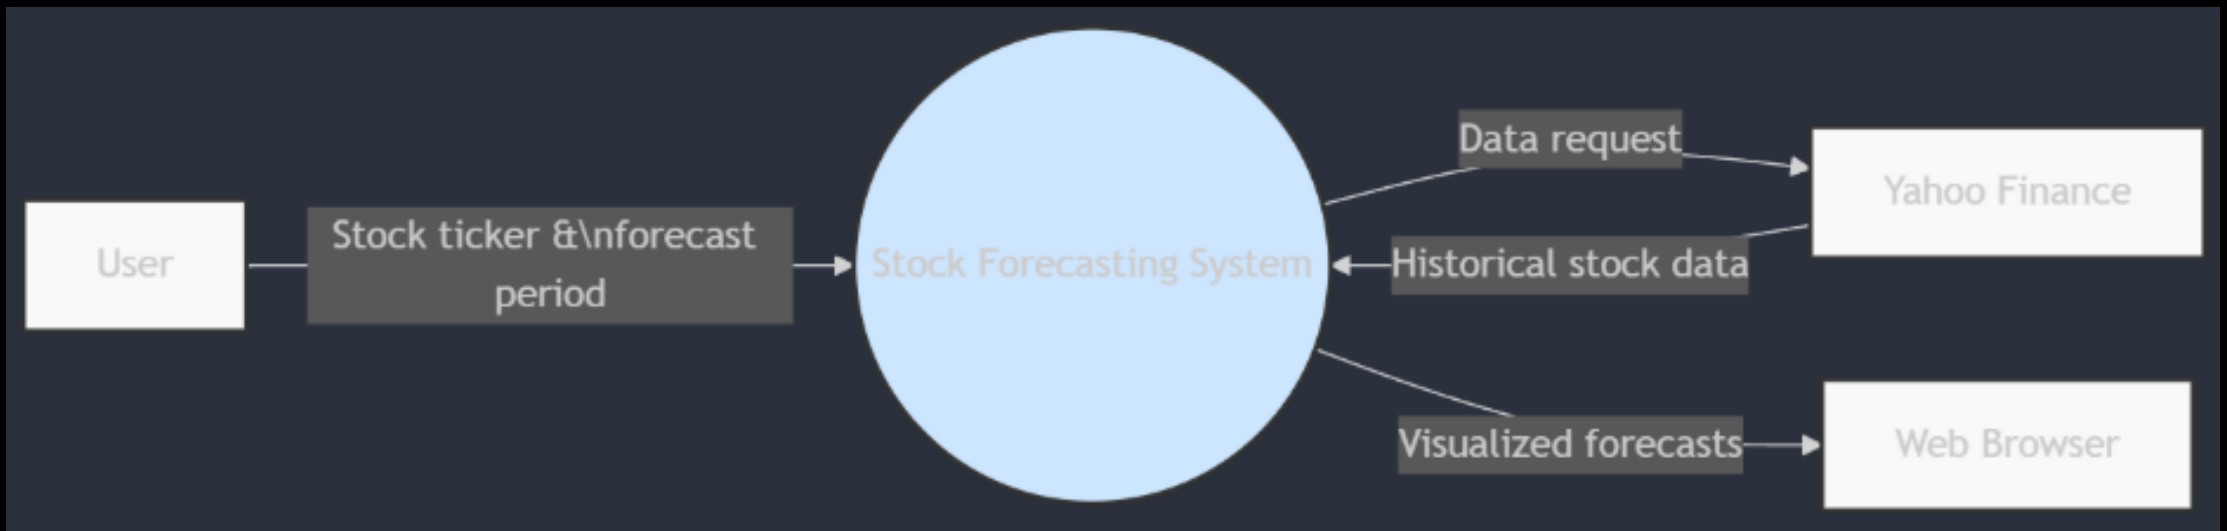 User
Stock ticker &\nforecast
period
Stock Forecasting System
Data request
Historical stock data
Visualized forecasts
Yahoo Finance
Web Browser